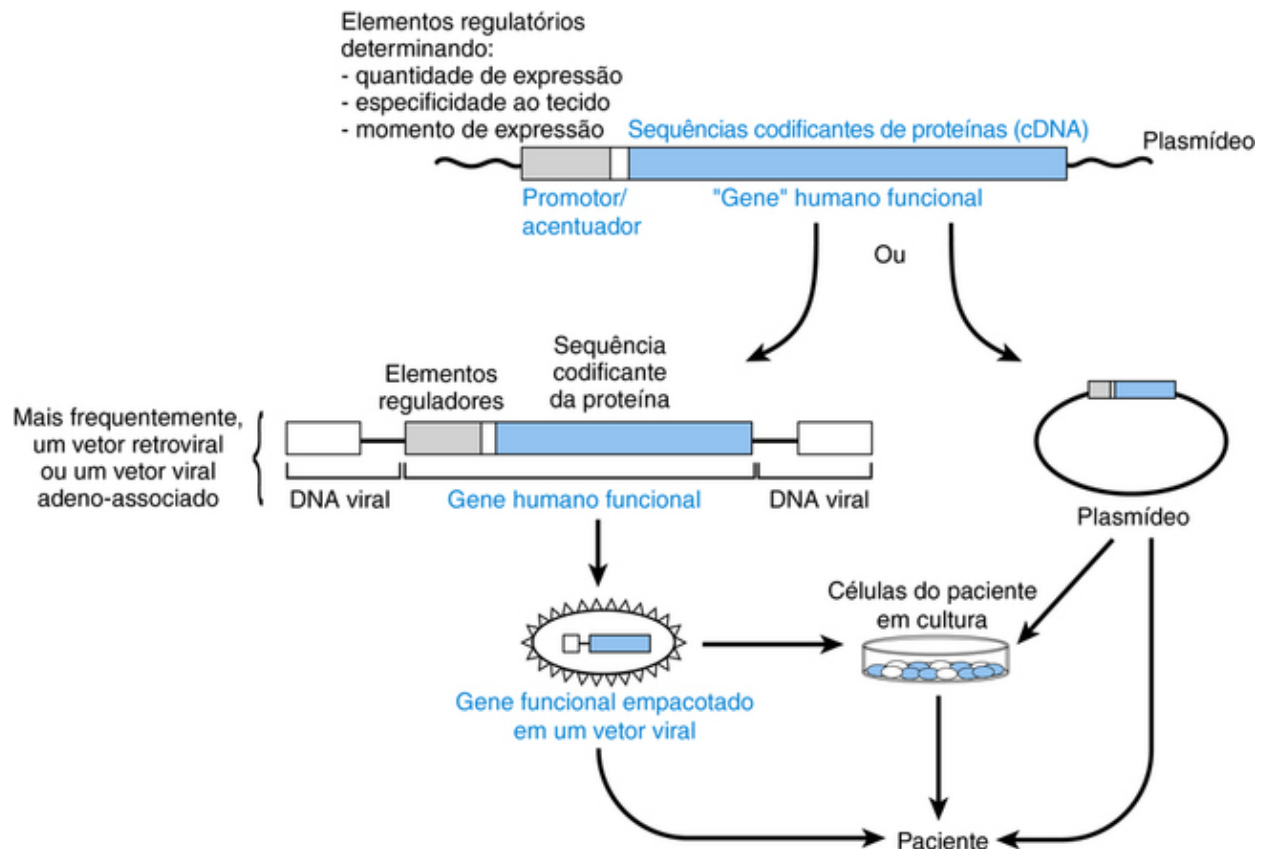 Elementos regulatórios
determinando:
- quantidade de expressão
- especificidade ao tecido
- momento de expressão
Sequências codificantes de proteínas (cDNA)
Plasmídeo
Promotor/
acentuador
"Gene" humano funcional
Ou
Mais frequentemente,
um vetor retroviral
ou um vetor viral
adeno-associado
Elementos
reguladores
Sequência
codificante
da proteína
DNA viral
Gene humano funcional
DNA viral
Plasmídeo
Células do paciente
em cultura
Gene funcional empacotado
em um vetor viral
Paciente